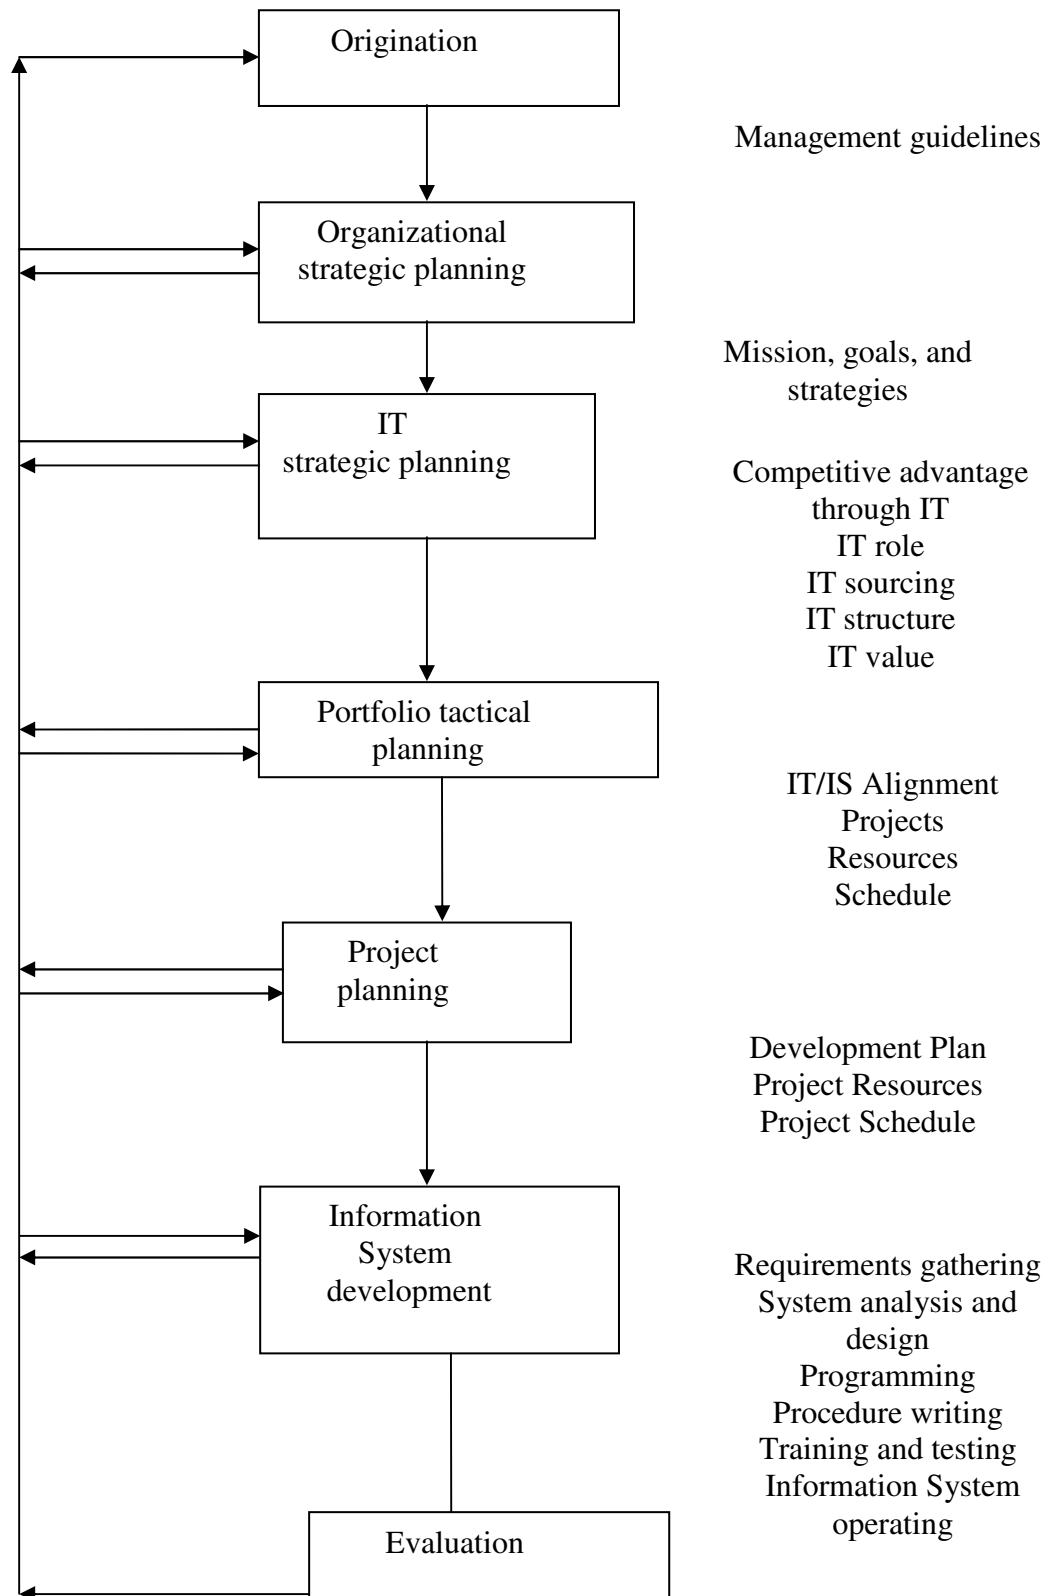 Origination
Management guidelines
Organizational
strategic planning
Mission, goals, and
strategies
IT
strategic planning
Competitive advantage
through IT
IT role
IT sourcing
IT structure
IT value
Portfolio tactical
planning
IT/IS Alignment
Projects
Resources
Schedule
Project
planning
Development Plan
Project Resources
Project Schedule
Information
System
development
Requirements gathering
System analysis and
design
Programming
Procedure writing
Training and testing
Information System
operating
Evaluation